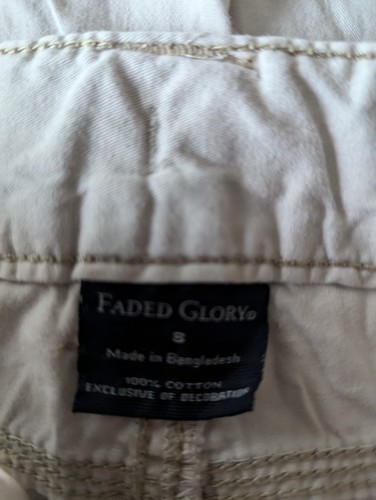 FADED GLORY®
8
Made in Bangladesh
100% COTTON
EXCLUSIVE OF DECORATION